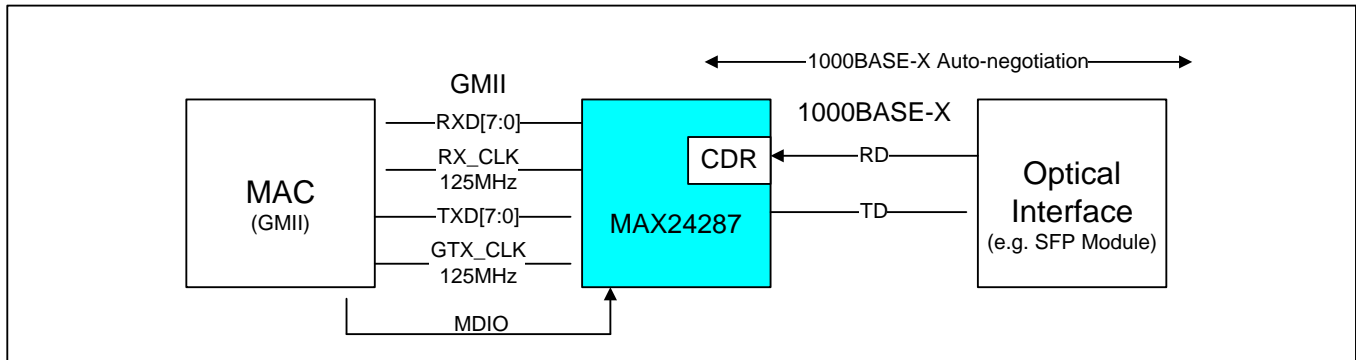 1000BASE-X Auto-negotiation
GMII
1000BASE-X
RXD[7:0]
CDR
RD
RX_CLK
125MHz
MAC
(GMII)
Optical
Interface
(e.g. SFP Module)
TXD[7:0]
MAX24287
TD
GTX_CLK
125MHz
MDIO